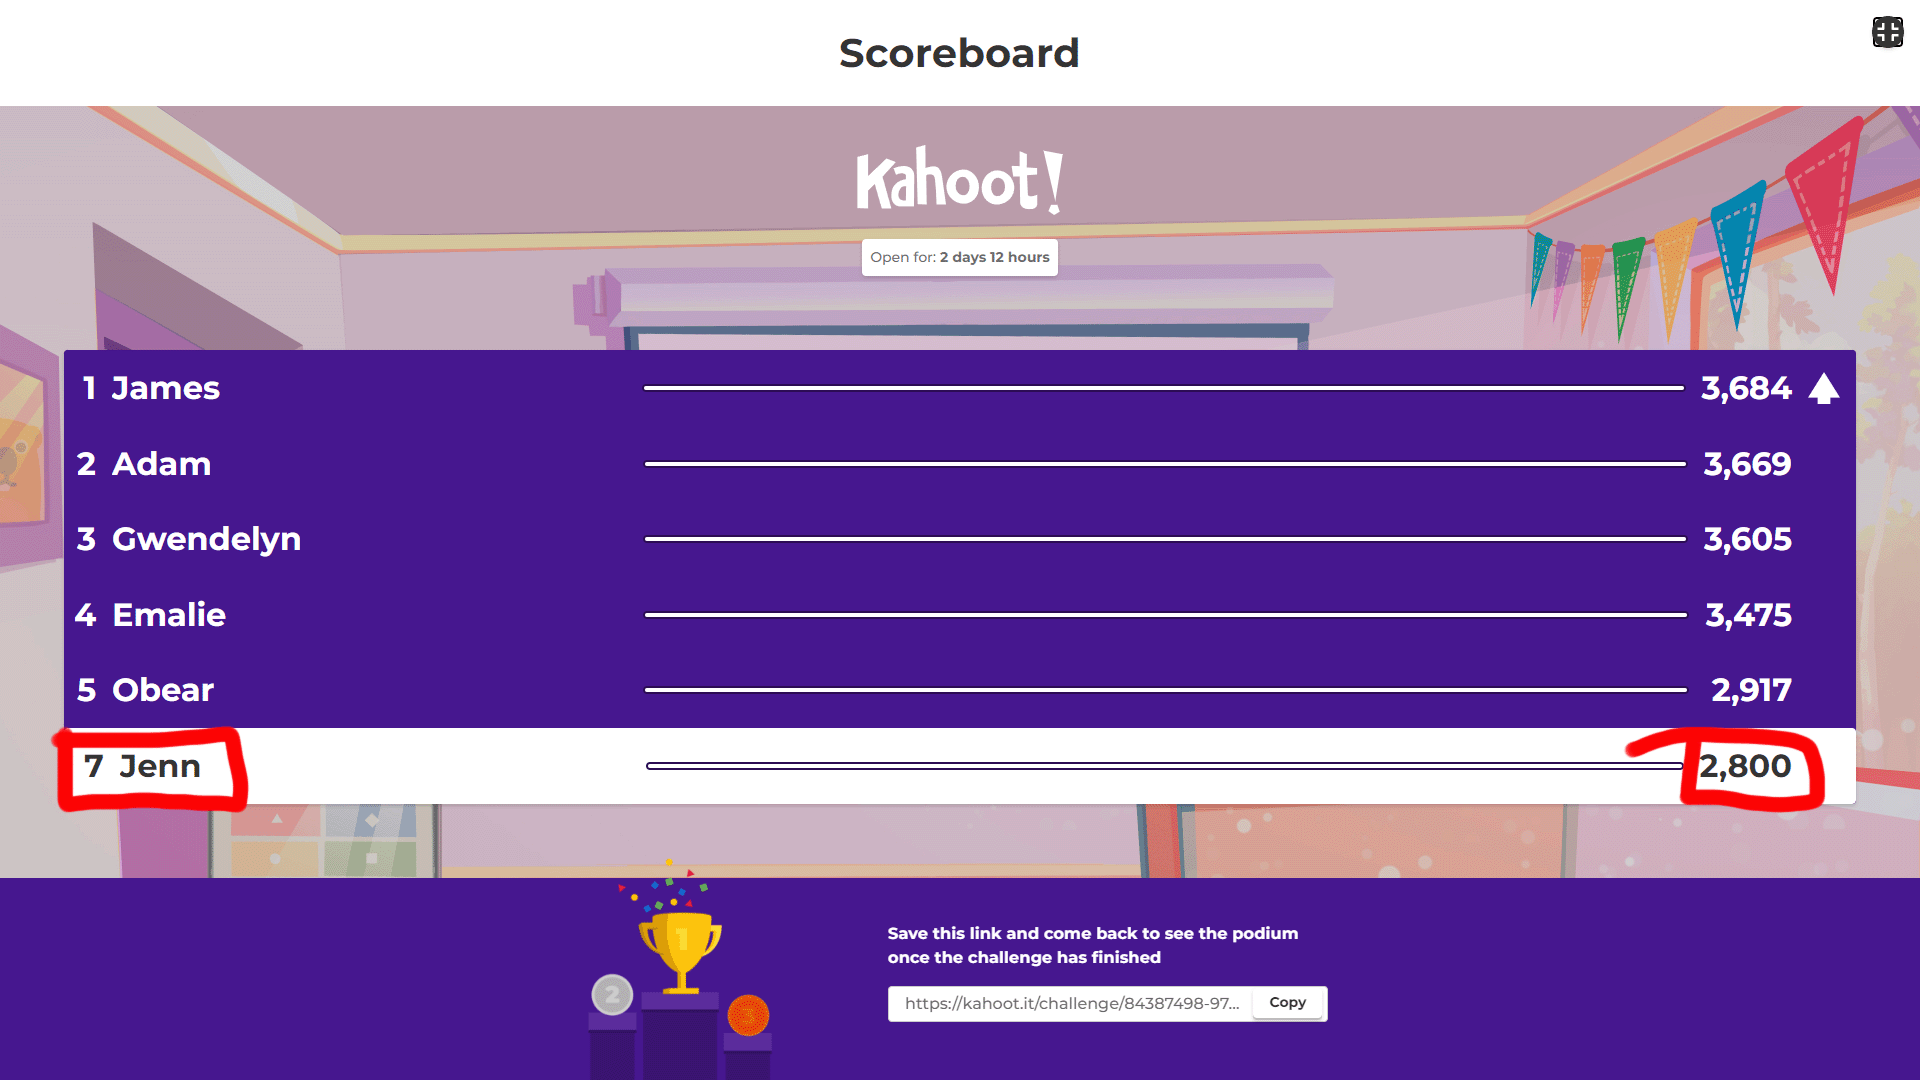 Scoreboard
Kahoot!
Open for: 2 days 12 hours
1 James 3,684
2 Adam 3,669
3 Gwendelyn 3,605
4 Emalie 3,475
5 Obear 2,917
7 Jenn 2,800
1
2
3
Save this link and come back to see the podium
once the challenge has finished
https://kahoot.it/challenge/84387498-97... Copy